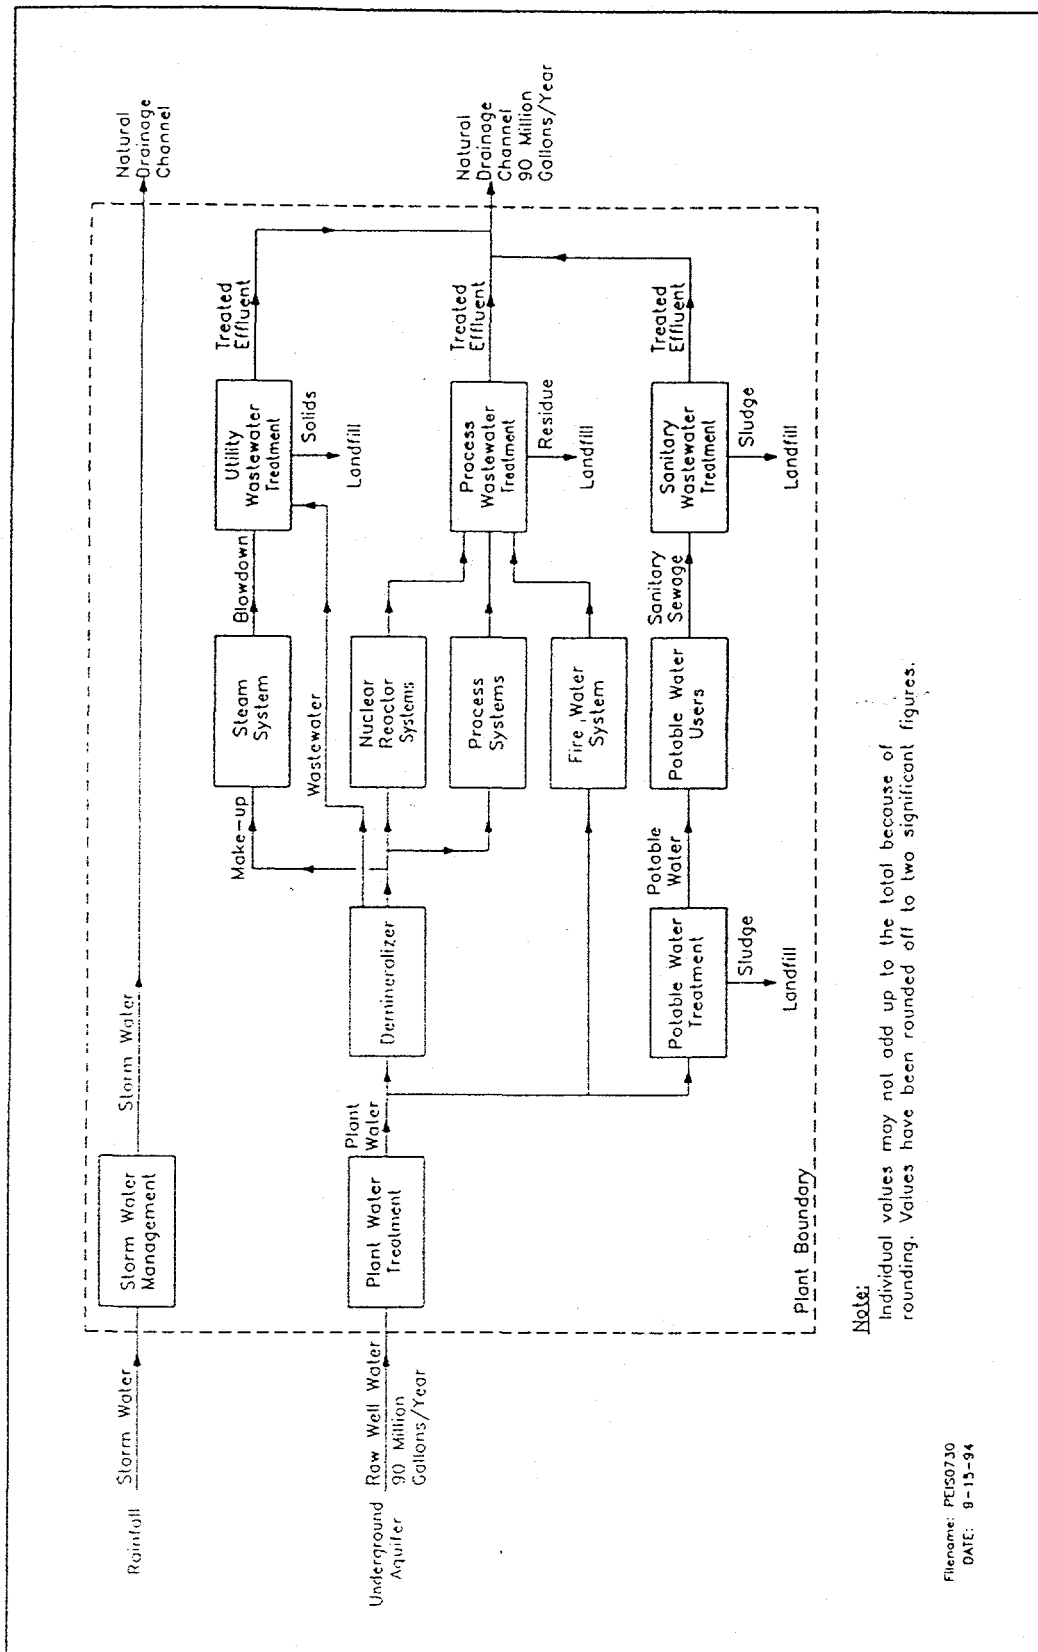 Rainfall
Storm Water
Storm Water
Management
Storm Water
Natural
Drainage
Channel
Underground
Aquifer
Raw Well Water
90 Million
Gallons/Year
Plant Water
Treatment
Plant
Water
Demineralizer
Make-up
Steam
System
Blowdown
Utility
Wastewater
Treatment
Treated
Effluent
Solids
Landfill
Wastewater
Nuclear
Reactor
Systems
Process
Systems
Fire Water
System
Process
Wastewater
Treatment
Treated
Effluent
Residue
Landfill
Natural
Drainage
Channel
90 Million
Gallons/Year
Potable Water
Treatment
Sludge
Landfill
Potable
Water
Potable Water
Users
Sanitary
Sewage
Sanitary
Wastewater
Treatment
Sludge
Landfill
Treated
Effluent
Plant Boundary
Note:
Individual values may not add up to the total because of
rounding. Values have been rounded off to two significant figures.
Filename: PEIS0730
DATE: 9-15-94